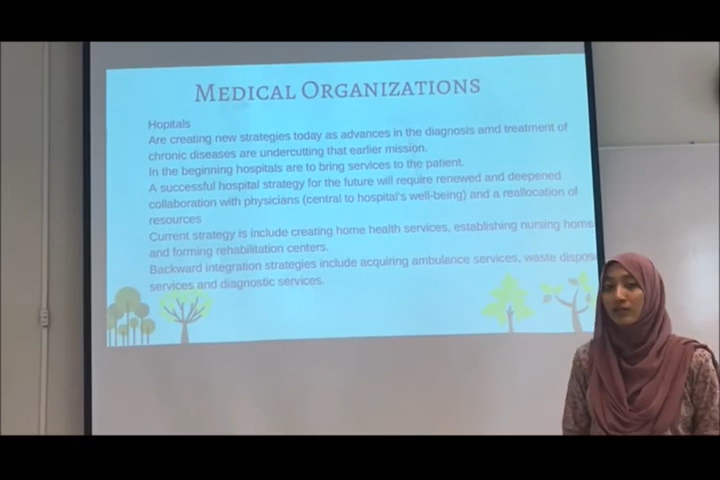 MEDICAL ORGANIZATIONS
Hopitals
Are creating new strategies today as advances in the diagnosis amd treatment of
chronic diseases are undercutting that earlier mission.
In the beginning hospitals are to bring services to the patient.
A successful hospital strategy for the future will require renewed and deepened
collaboration with physicians (central to hospital's well-being) and a reallocation of
resources
Current strategy is include creating home health services, establishing nursing home
and forming rehabilitation centers.
Backward integration strategies include acquiring ambulance services, waste dispos
services and diagnostic services.